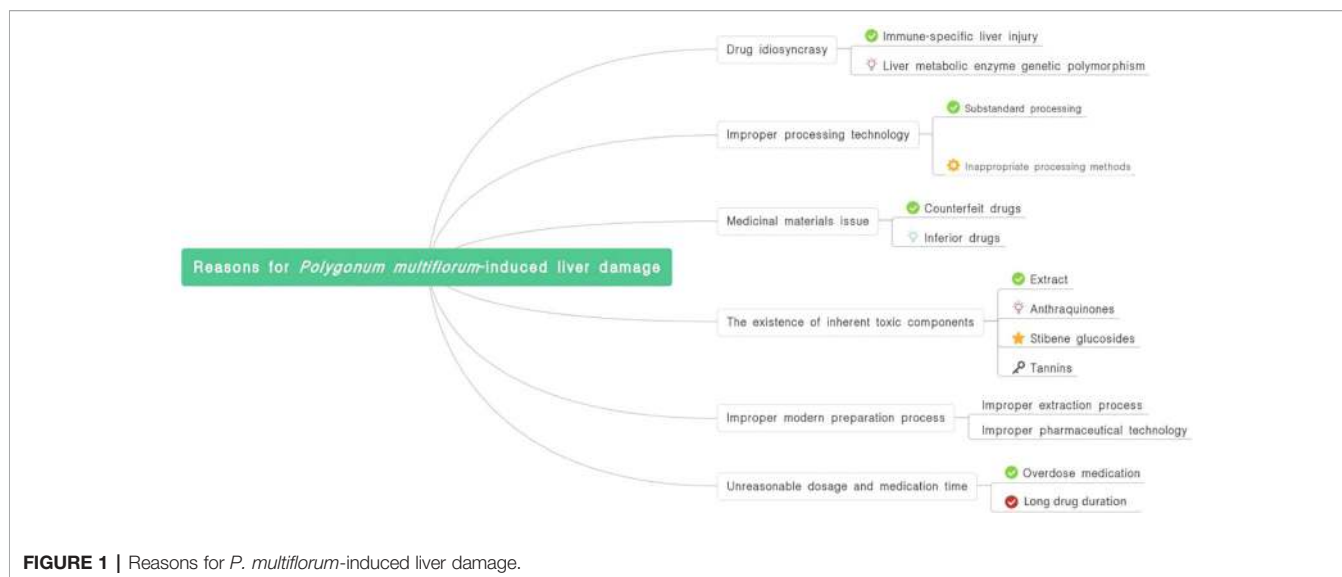 Drug idiosyncrasy
Immune-specific liver injury
Liver metabolic enzyme genetic polymorphism
Improper processing technology
Substandard processing
Inappropriate processing methods
Medicinal materials issue
Counterfeit drugs
Inferior drugs
Reasons for Polygonum multiflorum-induced liver damage
The existence of inherent toxic components
Extract
Anthraquinones
Stibene glucosides
Tannins
Improper modern preparation process
Improper extraction process
Improper pharmaceutical technology
Unreasonable dosage and medication time
Overdose medication
Long drug duration
FIGURE 1 | Reasons for P. multiflorum-induced liver damage.